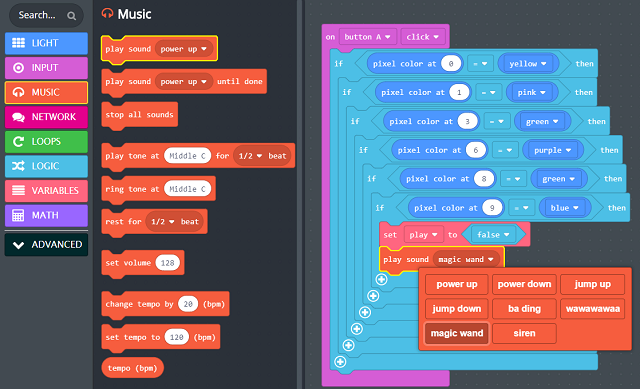 Search...
LIGHT
INPUT
MUSIC
NETWORK
LOOPS
LOGIC
VARIABLES
MATH
ADVANCED
Music
play sound power up
play sound power up until done
stop all sounds
play tone at Middle C for 1/2 beat
ring tone at Middle C
rest for 1/2 beat
set volume 128
change tempo by 20 (bpm)
set tempo to 120 (bpm)
tempo (bpm)
on button A click
if pixel color at 0 = yellow then
if pixel color at 1 = pink then
if pixel color at 3 = green then
if pixel color at 6 = purple then
if pixel color at 8 = green then
if pixel color at 9 = blue then
set play to false
play sound magic wand
power up power down jump up
jump down ba ding wawawawaa
magic wand siren